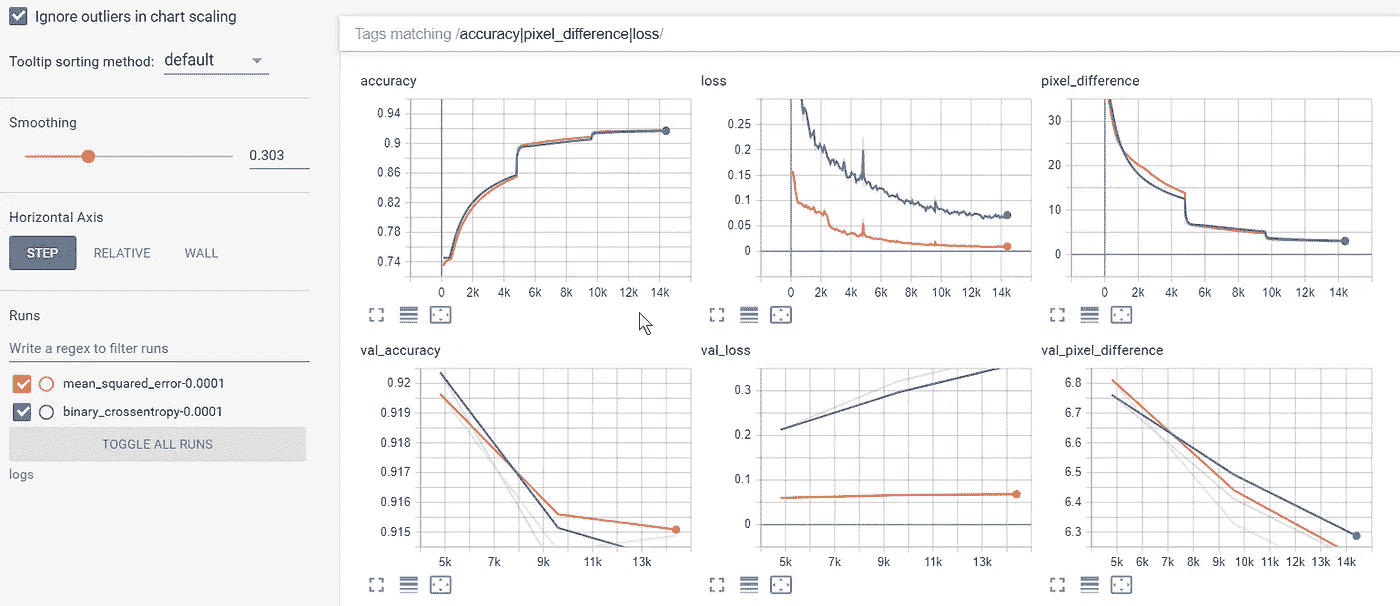 Ignore outliers in chart scaling
Tooltip sorting method: default
Smoothing
0.303
Horizontal Axis
STEP RELATIVE WALL
Runs
Write a regex to filter runs
mean_squared_error-0.0001
binary_crossentropy-0.0001
TOGGLE ALL RUNS
logs
Tags matching /accuracy|pixel_difference|loss/
accuracy
0.94
0.9
0.86
0.82
0.78
0.74
0 2k 4k 6k 8k 10k 12k 14k
loss
0.25
0.2
0.15
0.1
0.05
0
0 2k 4k 6k 8k 10k 12k 14k
pixel_difference
30
20
10
0
0 2k 4k 6k 8k 10k 12k 14k
val_accuracy
0.92
0.919
0.918
0.917
0.916
0.915
5k 7k 9k 11k 13k
val_loss
0.3
0.2
0.1
0
5k 7k 9k 11k 13k
val_pixel_difference
6.8
6.7
6.6
6.5
6.4
6.3
5k 6k 7k 8k 9k 10k 11k 12k 13k 14k